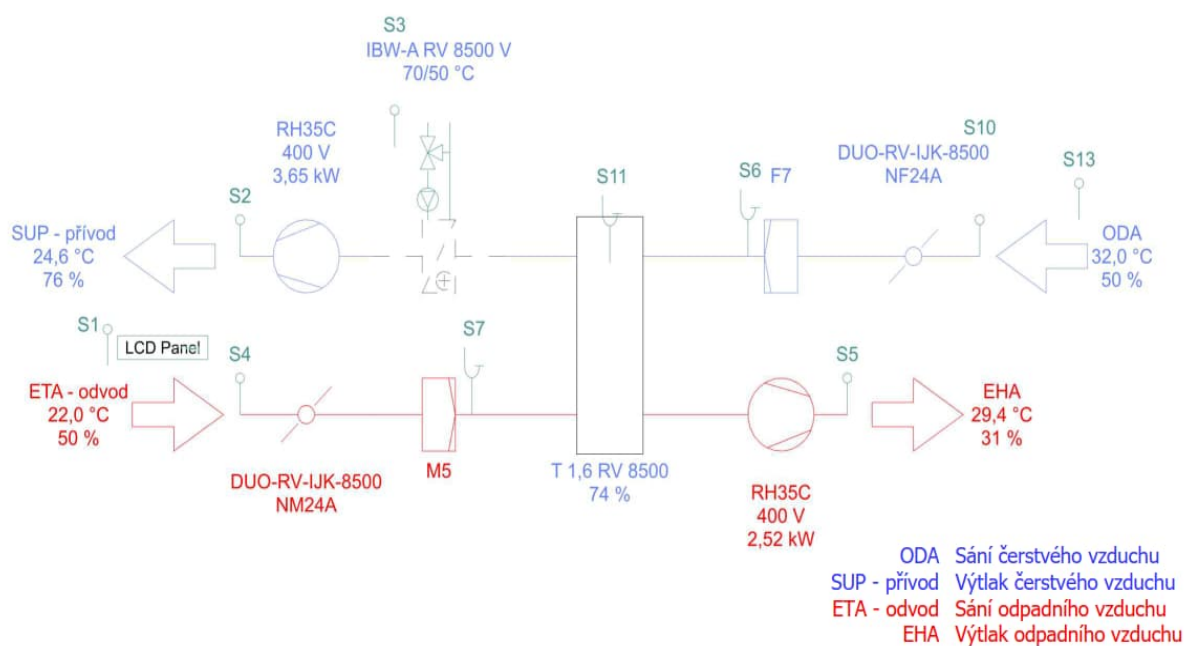 S3
IBW-A RV 8500 V
70/50 °C
RH35C
400 V
3,65 kW
S2
SUP - přívod
24,6 °C
76 %
S11
S6
F7
S10
DUO-RV-IJK-8500
NF24A
S13
ODA
32,0 °C
50 %
S1
LCD Panel
S4
S7
S5
ETA - odvod
22,0 °C
50 %
EHA
29,4 °C
31 %
M5
DUO-RV-IJK-8500
NM24A
T 1,6 RV 8500
74 %
RH35C
400 V
2,52 kW
ODA Sání čerstvého vzduchu
SUP - přívod Výtlak čerstvého vzduchu
ETA - odvod Sání odpadního vzduchu
EHA Výtlak odpadního vzduchu